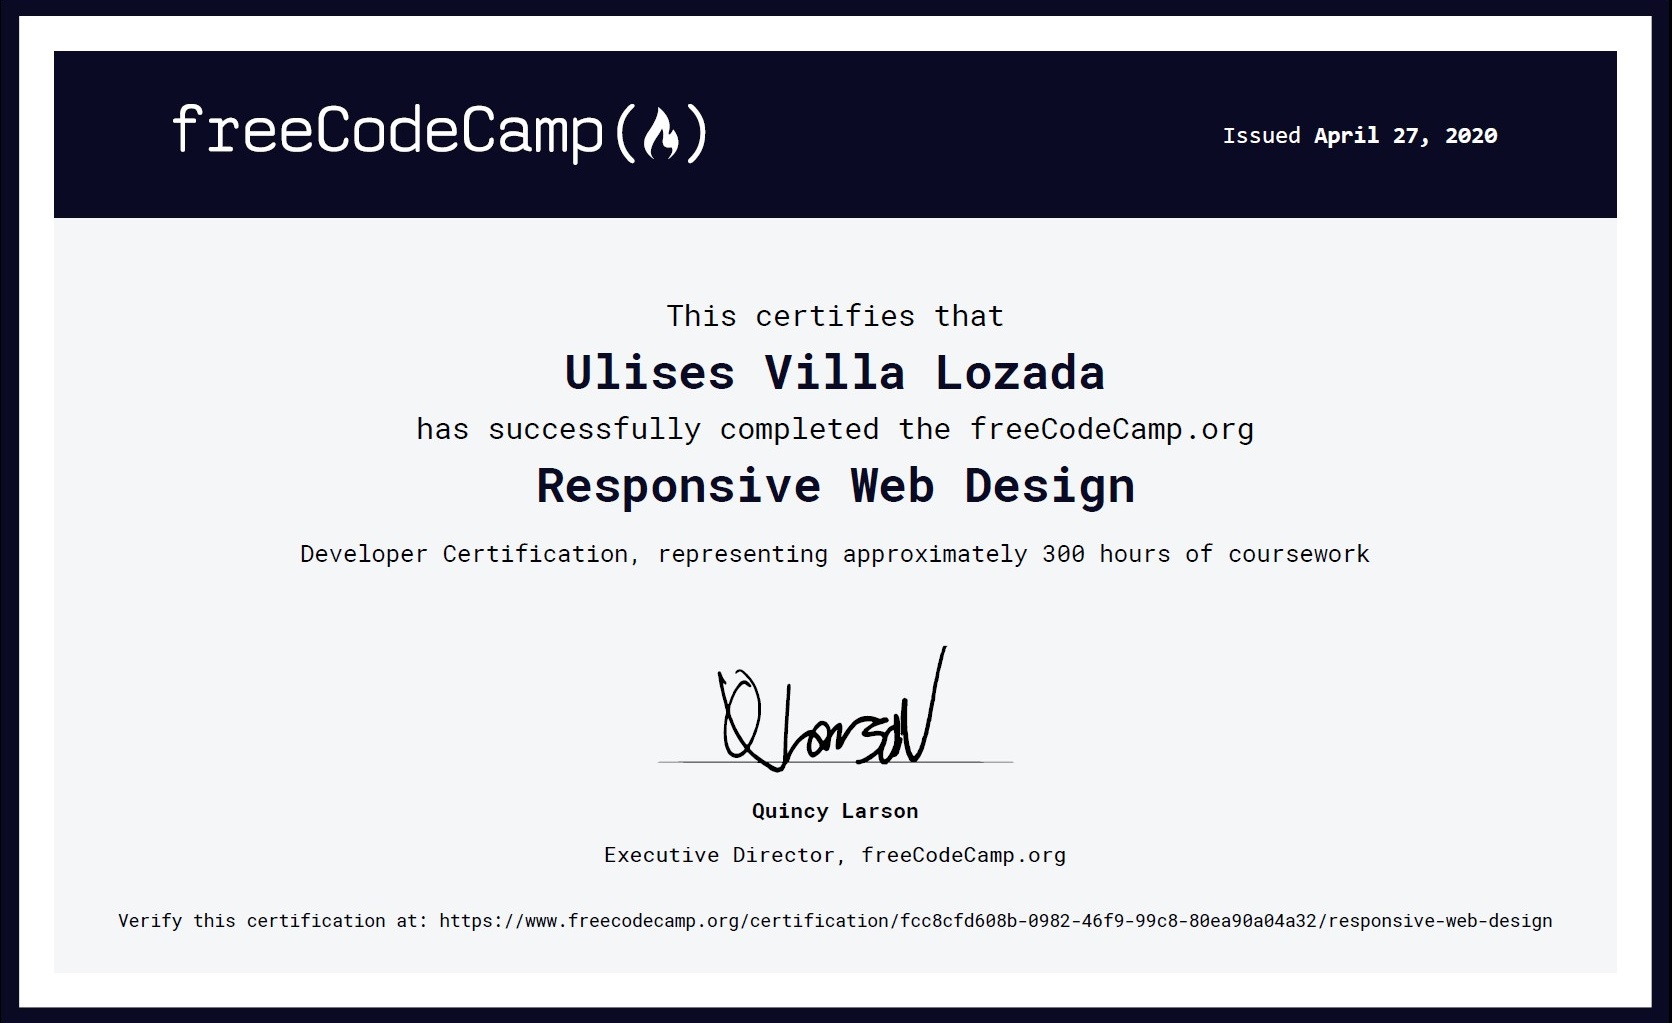 freeCodeCamp
Issued April 27, 2020
This certifies that
Ulises Villa Lozada
has successfully completed the freeCodeCamp.org
Responsive Web Design
Developer Certification, representing approximately 300 hours of coursework
Q Larson
Quincy Larson
Executive Director, freeCodeCamp.org
Verify this certification at: https://www.freecodecamp.org/certification/fcc8cfd608b-0982-46f9-99c8-80ea90a04a32/responsive-web-design